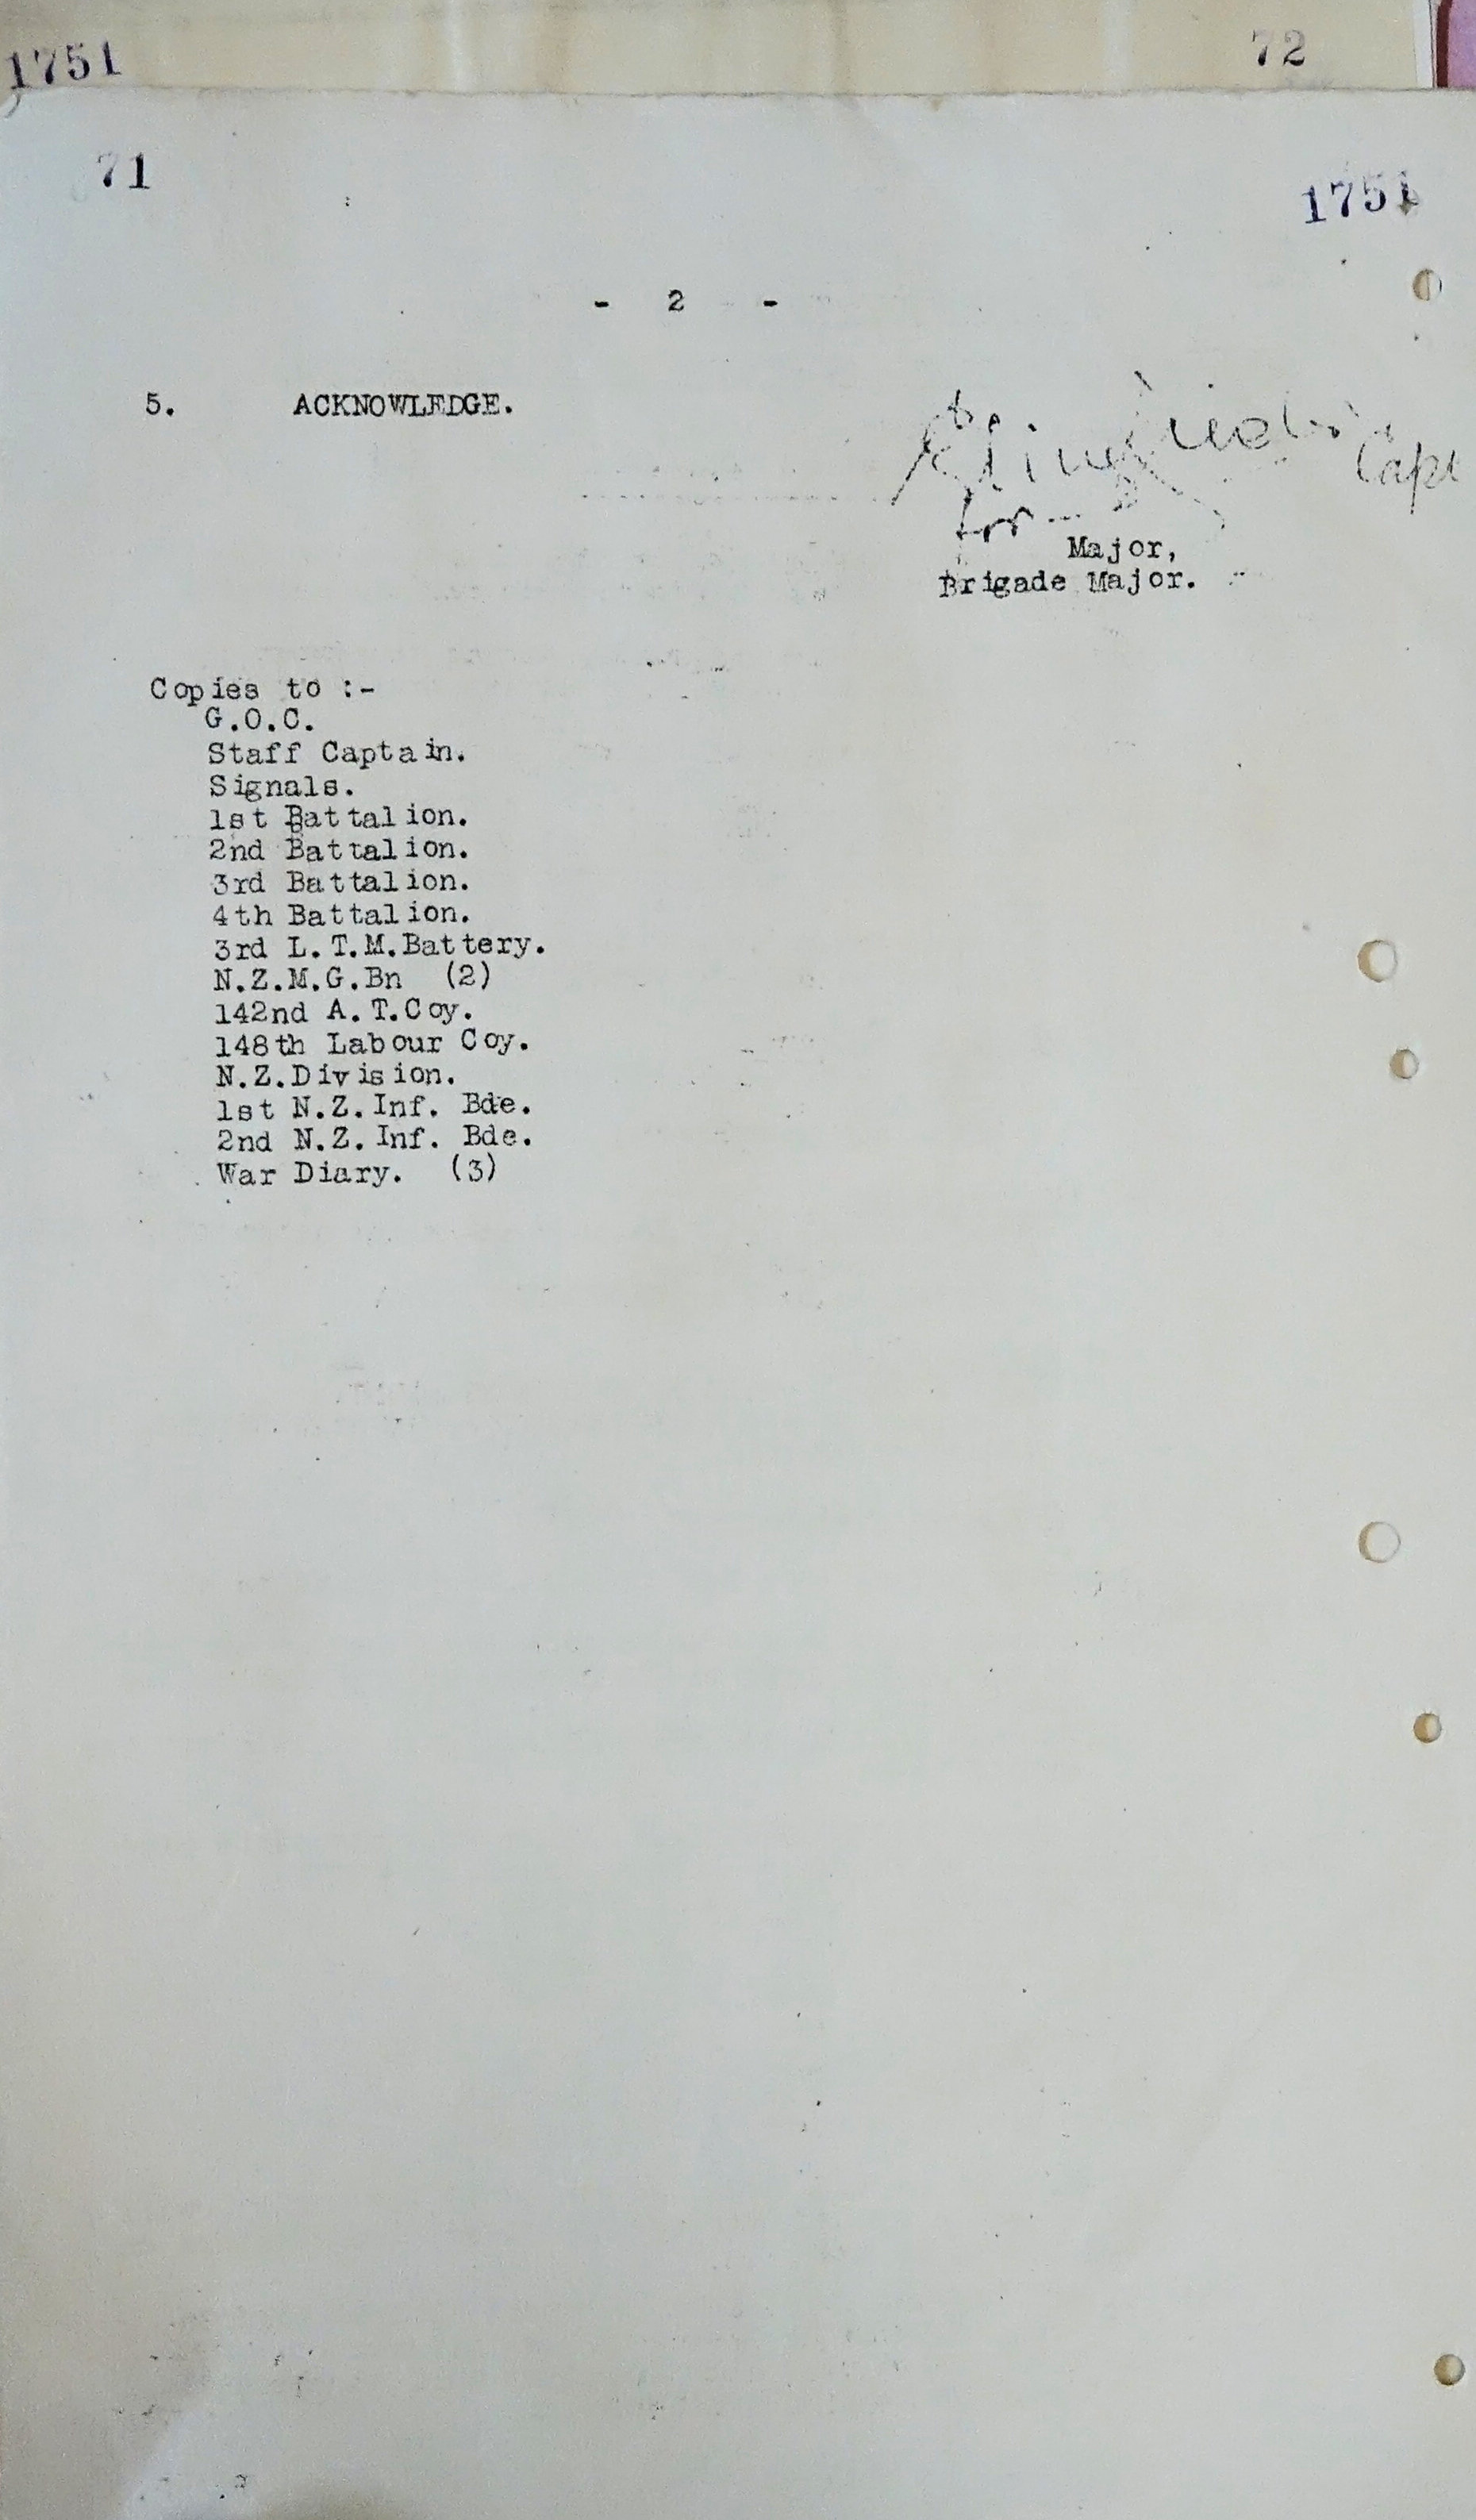 1751
72
71
1751
- 2 -
5. ACKNOWLEDGE.
Capt
for
Major,
Brigade Major.
Copies to :-
G.O.C.
Staff Captain.
Signals.
1st Battalion.
2nd Battalion.
3rd Battalion.
4th Battalion.
3rd L.T.M.Battery.
N.Z.M.G.Bn (2)
142nd A.T.Coy.
148th Labour Coy.
N.Z.Division.
1st N.Z.Inf. Bde.
2nd N.Z.Inf. Bde.
War Diary. (3)